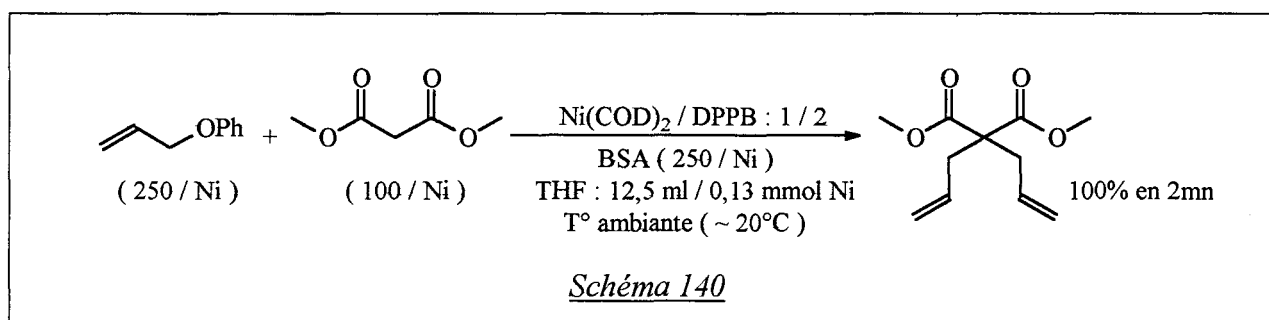 O O
O O
Ni(COD)2 / DPPB : 1 / 2
OPh + O O
O O
BSA ( 250 / Ni )
( 250 / Ni ) ( 100 / Ni ) THF : 12,5 ml / 0,13 mmol Ni
100% en 2mn
T° ambiante ( ~ 20°C )
Schéma 140